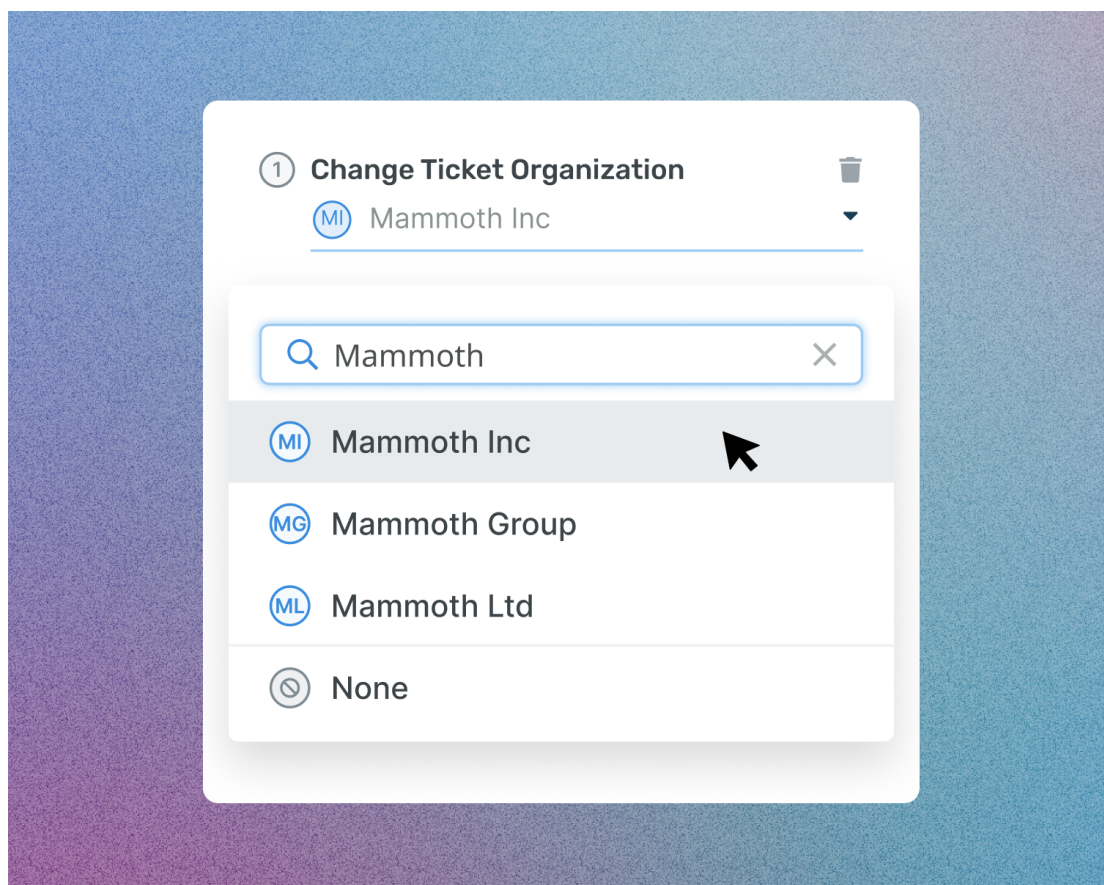 1 Change Ticket Organization
MI Mammoth Inc
Mammoth
MI Mammoth Inc
MG Mammoth Group
ML Mammoth Ltd
None